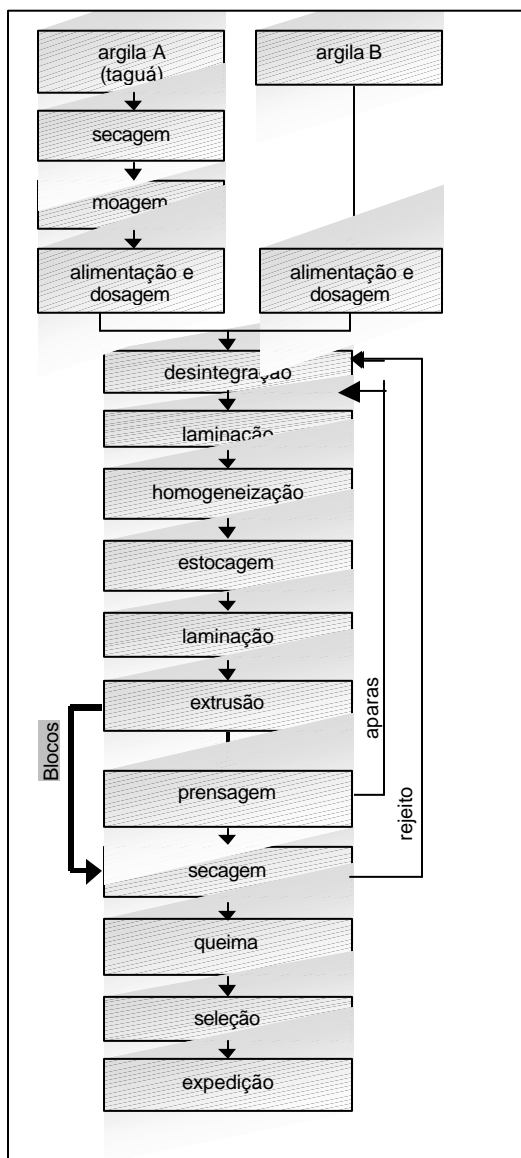 argila A
(taguá)
argila B
secagem
moagem
alimentação e
dosagem
alimentação e
dosagem
desintegração
laminação
homogeneização
estocagem
laminação
extrusão
Blocos
aparas
rejeito
prensagem
secagem
queima
seleção
expedição